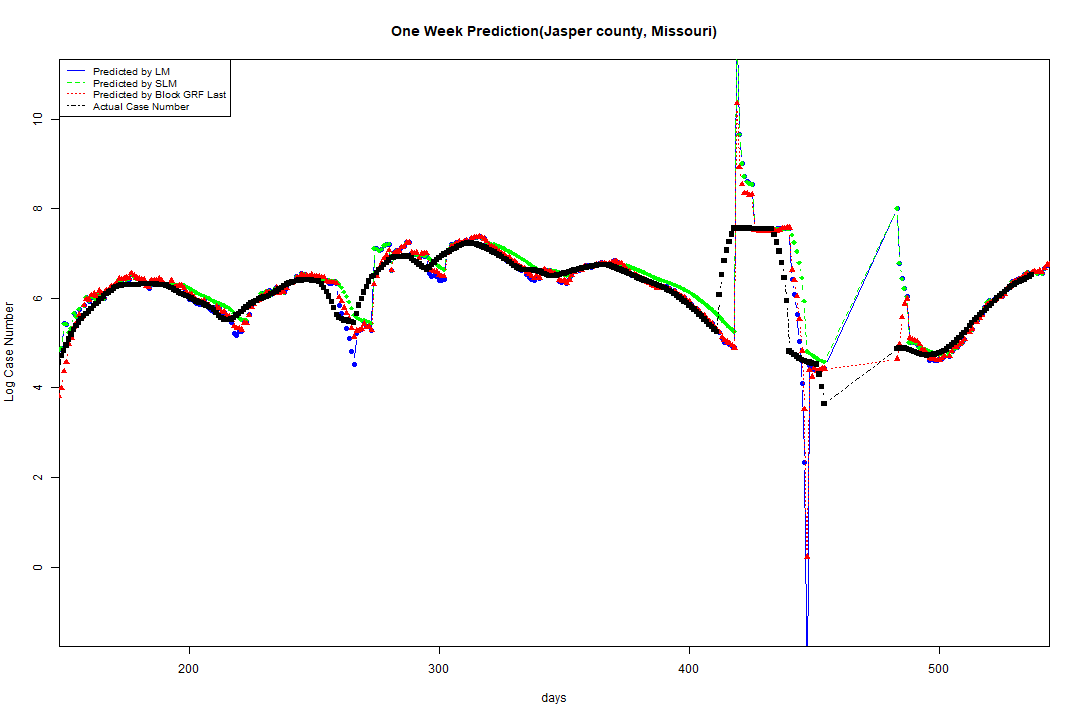 One Week Prediction(Jasper county, Missouri)
Predicted by LM
Predicted by SLM
Predicted by Block GRF Last
Actual Case Number
10
8
6
4
2
0
Log Case Number
200 300 400 500
days